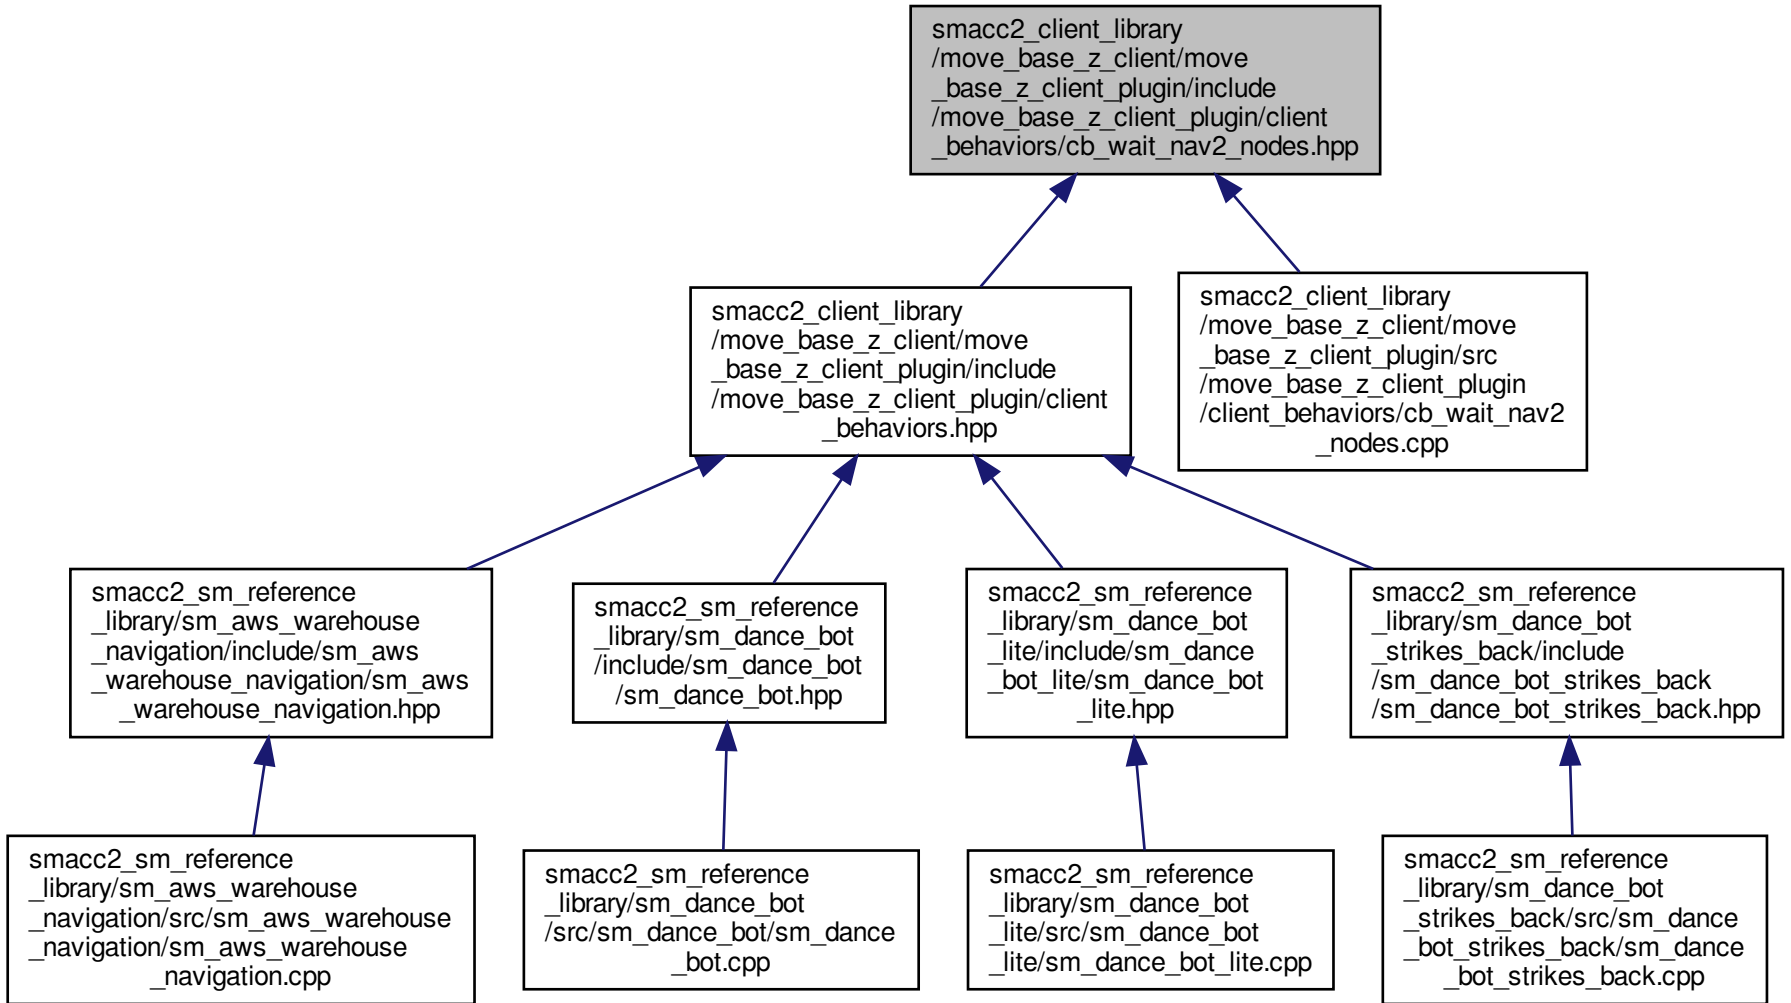 smacc2_client_library
/move_base_z_client/move
_base_z_client_plugin/include
/move_base_z_client_plugin/client
_behaviors/cb_wait_nav2_nodes.hpp
smacc2_client_library
/move_base_z_client/move
_base_z_client_plugin/include
/move_base_z_client_plugin/client
_behaviors.hpp
smacc2_client_library
/move_base_z_client/move
_base_z_client_plugin/src
/move_base_z_client_plugin
/client_behaviors/cb_wait_nav2
_nodes.cpp
smacc2_sm_reference
_library/sm_aws_warehouse
_navigation/include/sm_aws
_warehouse_navigation/sm_aws
_warehouse_navigation.hpp
smacc2_sm_reference
_library/sm_dance_bot
/include/sm_dance_bot
/sm_dance_bot.hpp
smacc2_sm_reference
_library/sm_dance_bot
_lite/include/sm_dance
_bot_lite/sm_dance_bot
_lite.hpp
smacc2_sm_reference
_library/sm_dance_bot
_strikes_back/include
/sm_dance_bot_strikes_back
/sm_dance_bot_strikes_back.hpp
smacc2_sm_reference
_library/sm_aws_warehouse
_navigation/src/sm_aws_warehouse
_navigation/sm_aws_warehouse
_navigation.cpp
smacc2_sm_reference
_library/sm_dance_bot
/src/sm_dance_bot/sm_dance
_bot.cpp
smacc2_sm_reference
_library/sm_dance_bot
_lite/src/sm_dance_bot
_lite/sm_dance_bot_lite.cpp
smacc2_sm_reference
_library/sm_dance_bot
_strikes_back/src/sm_dance
_bot_strikes_back/sm_dance
_bot_strikes_back.cpp